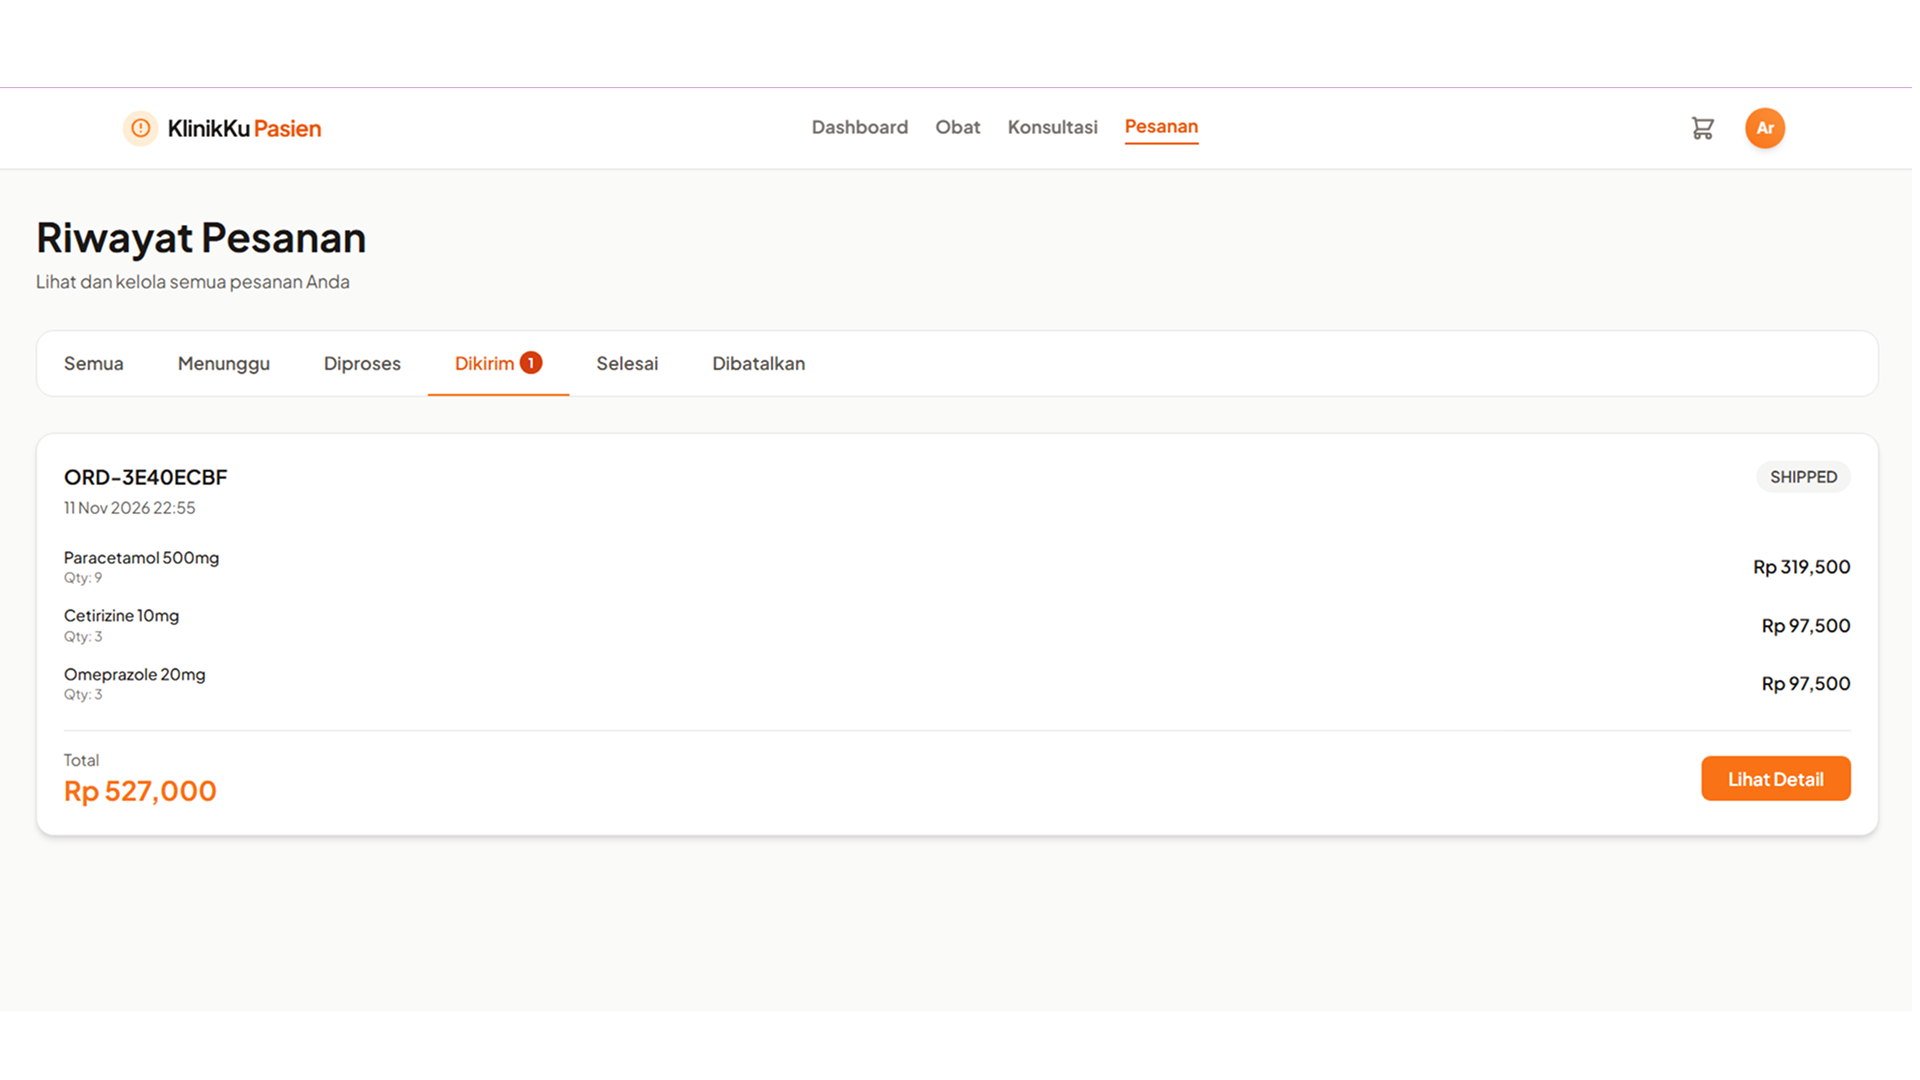 KlinikKu Pasien
Dashboard Obat Konsultasi Pesanan
Ar
Riwayat Pesanan
Lihat dan kelola semua pesanan Anda
Semua Menunggu Diproses Dikirim 1 Selesai Dibatalkan
ORD-3E40ECBF
SHIPPED
11 Nov 2026 22:55
Paracetamol 500mg
Qty: 9
Rp 319,500
Cetirizine 10mg
Qty: 3
Rp 97,500
Omeprazole 20mg
Qty: 3
Rp 97,500
Total
Rp 527,000
Lihat Detail